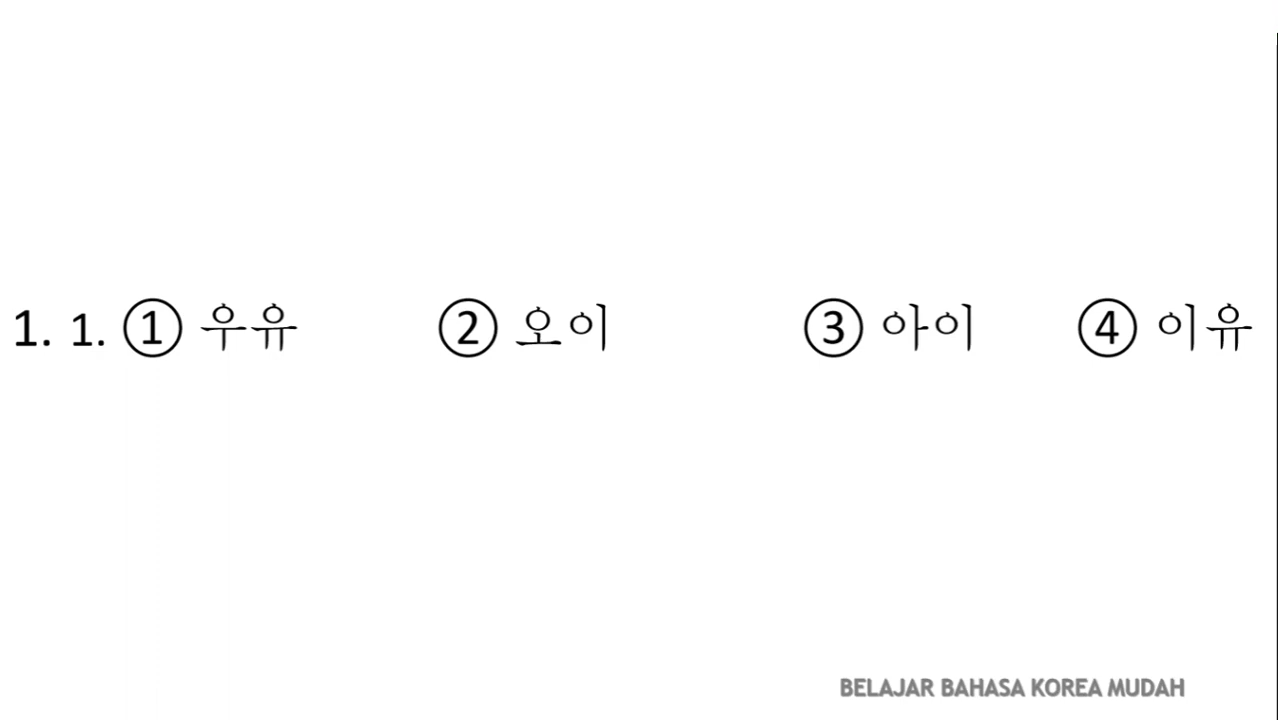 1. 1. ① 우유 ② 오이 ③ 아이 ④ 이유
BELAJAR BAHASA KOREA MUDAH